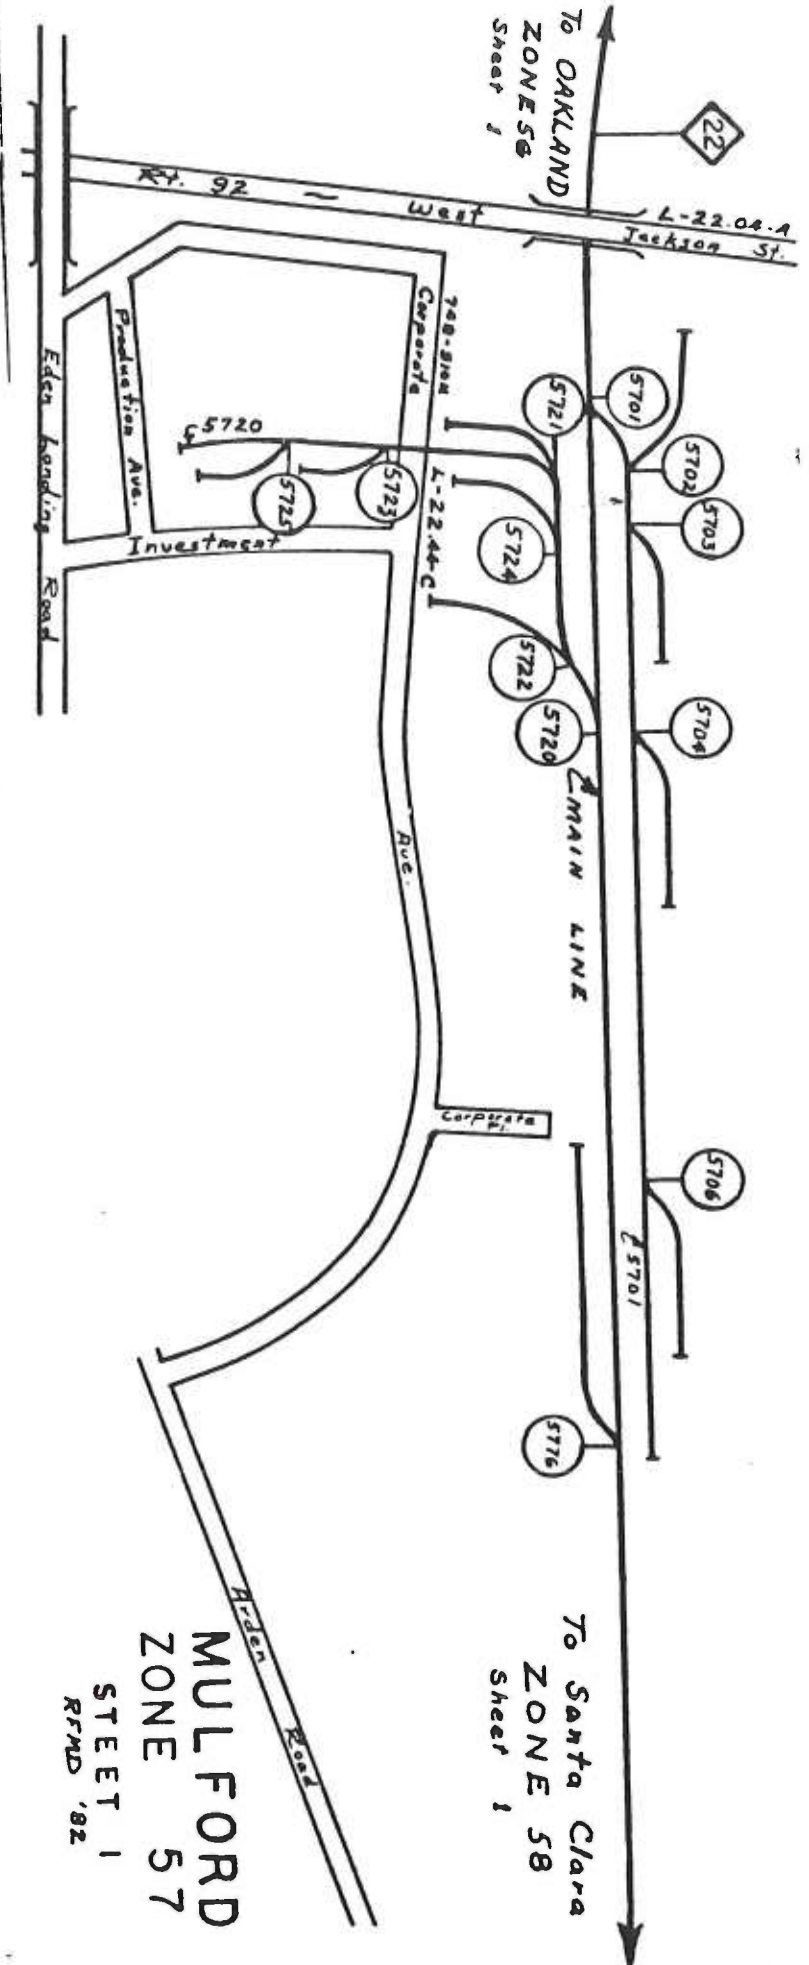 To OAKLAND
ZONE 56
Sheet 1
22
Rt. 92
West
Jackson St.
L-22.04-A
5701
5702
5703
5704
5706
5721
5724
5722
5720
MAIN LINE
5701
5776
Corporate
L-22.44-C
Ave.
Corporate
Pl.
5720
5723
5725
Production Ave.
Investment
Eden Landing Road
Arden Road
To Santa Clara
ZONE 58
Sheet 1
MULFORD
ZONE 57
STEET 1
RFMD '82